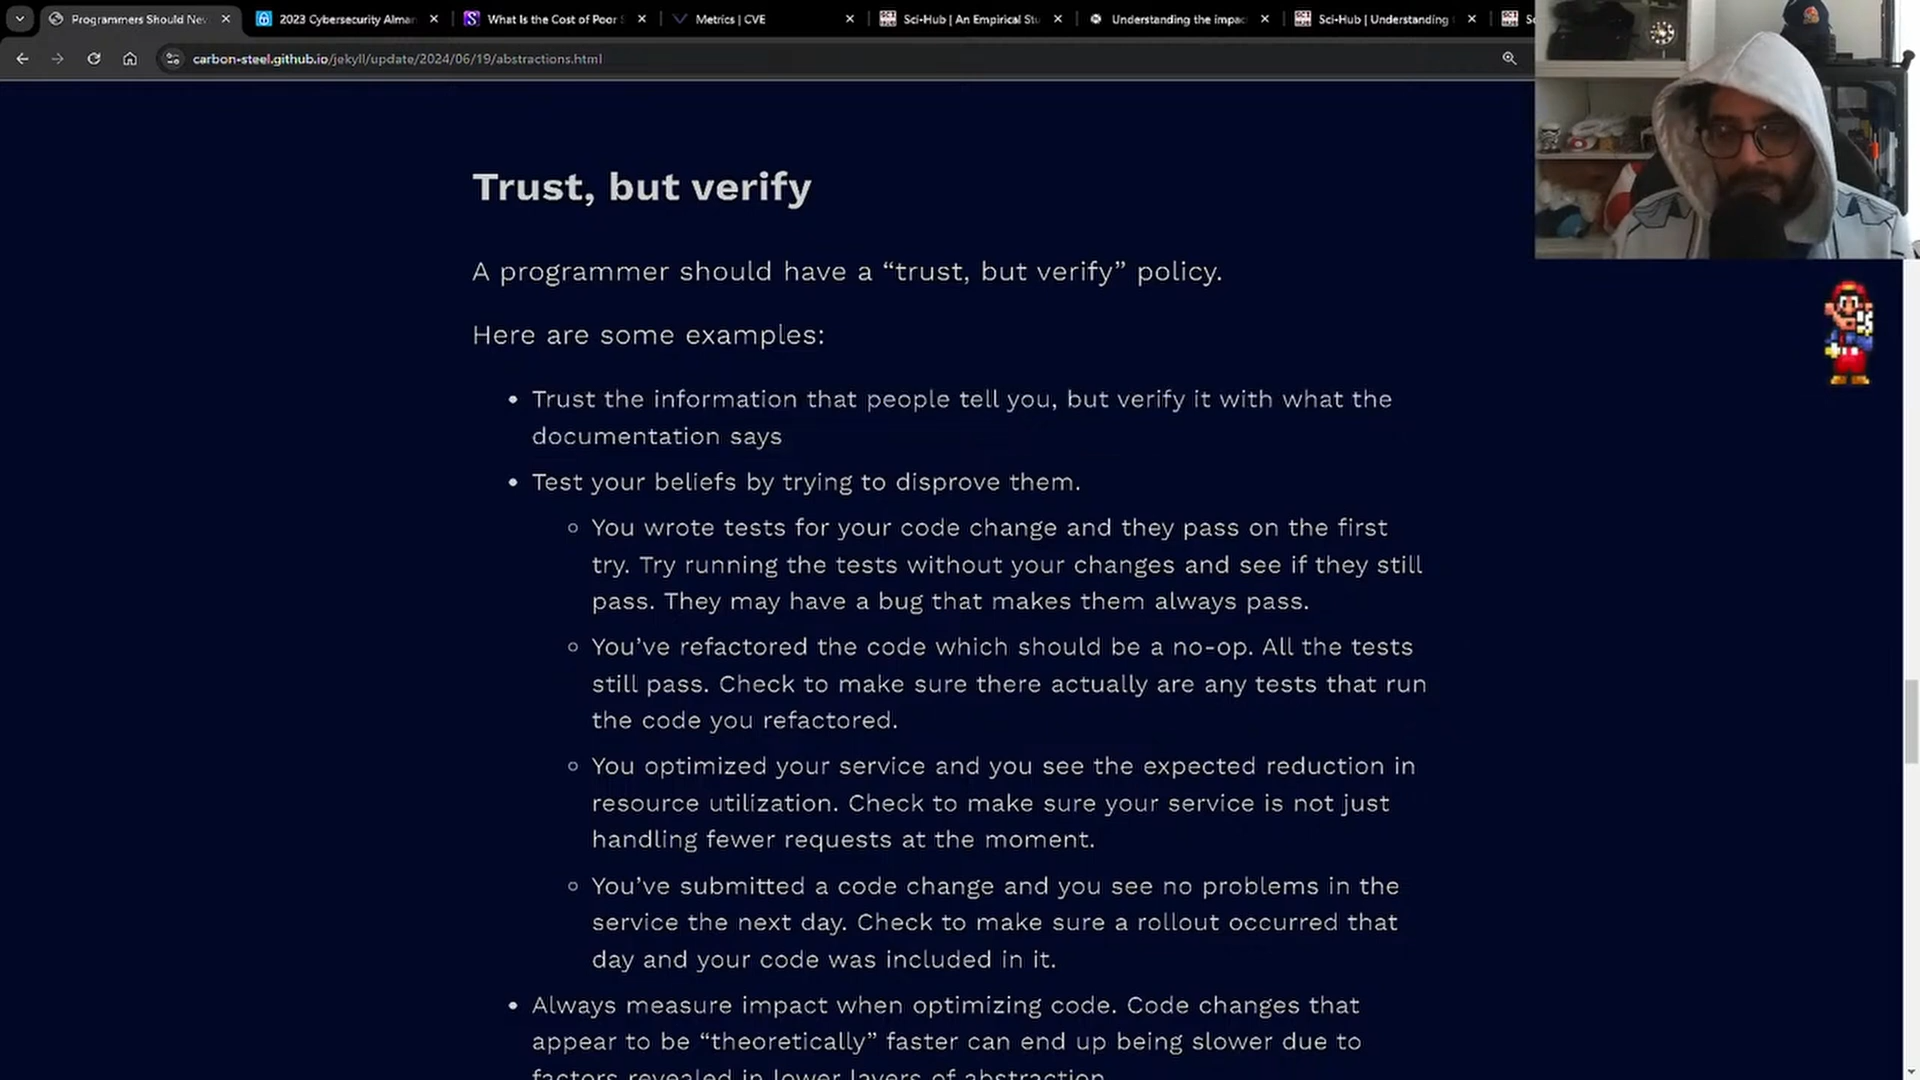 Programmers Should Nev
2023 Cybersecurity Alman
What Is the Cost of Poor S
Metrics | CVE
Sci-Hub | An Empirical Stu
Understanding the impac
Sci-Hub | Understanding
carbon-steel.github.io/jekyll/update/2024/06/19/abstractions.html
Trust, but verify
A programmer should have a “trust, but verify” policy.
Here are some examples:
• Trust the information that people tell you, but verify it with what the
documentation says
• Test your beliefs by trying to disprove them.
◦ You wrote tests for your code change and they pass on the first
try. Try running the tests without your changes and see if they still
pass. They may have a bug that makes them always pass.
◦ You’ve refactored the code which should be a no-op. All the tests
still pass. Check to make sure there actually are any tests that run
the code you refactored.
◦ You optimized your service and you see the expected reduction in
resource utilization. Check to make sure your service is not just
handling fewer requests at the moment.
◦ You’ve submitted a code change and you see no problems in the
service the next day. Check to make sure a rollout occurred that
day and your code was included in it.
• Always measure impact when optimizing code. Code changes that
appear to be “theoretically” faster can end up being slower due to
factors revealed in lower layers of abstraction